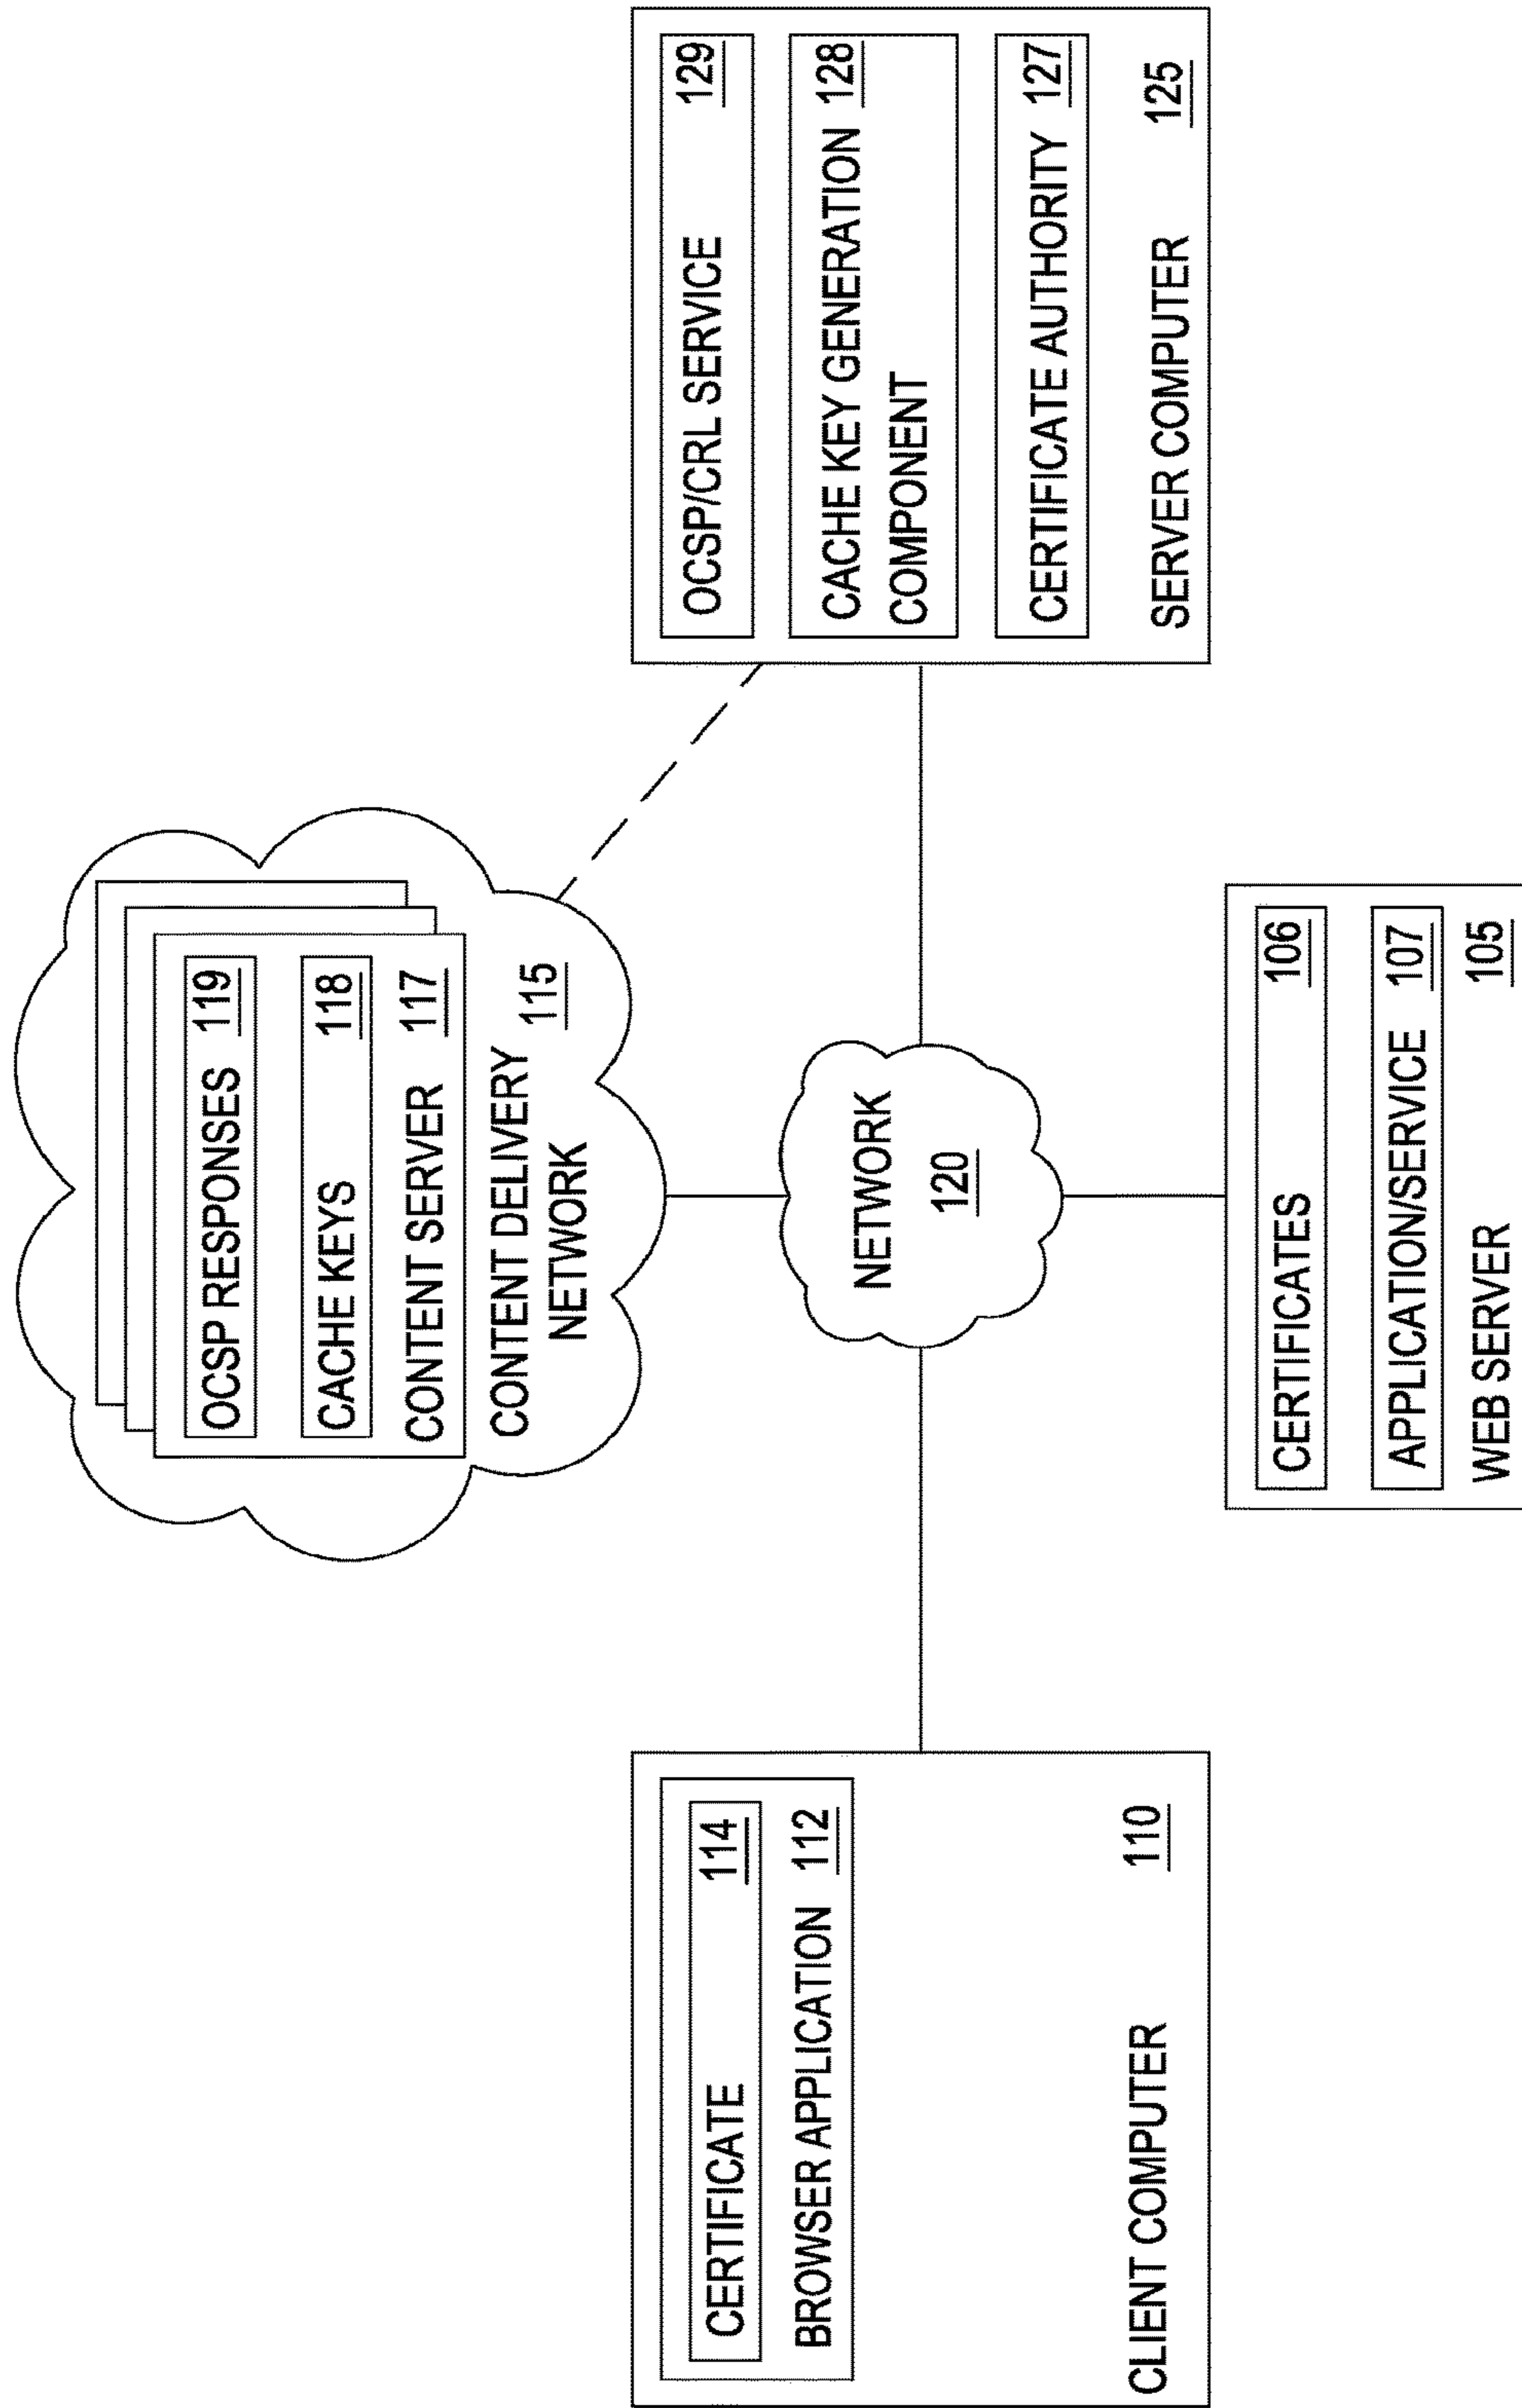 OCSP RESPONSES 119
CACHE KEYS 118
CONTENT SERVER 117
CONTENT DELIVERY 115
NETWORK
CERTIFICATE 114
BROWSER APPLICATION 112
CLIENT COMPUTER 110
NETWORK
120
OCSP/CRL SERVICE 129
CACHE KEY GENERATION 128
COMPONENT
CERTIFICATE AUTHORITY 127
SERVER COMPUTER 125
CERTIFICATES 106
APPLICATION/SERVICE 107
WEB SERVER 105